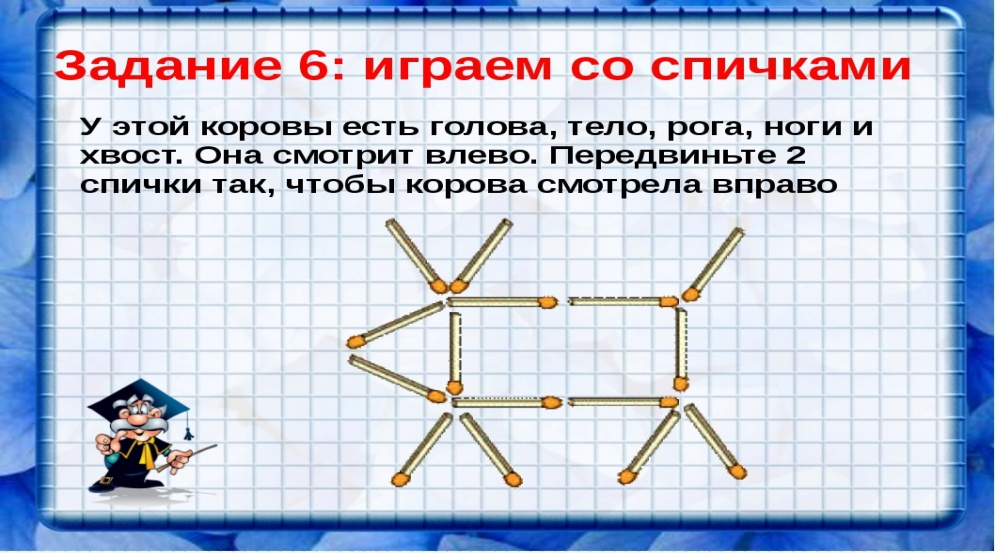 Задание 6: играем со спичками
У этой коровы есть голова, тело, рога, ноги и
хвост. Она смотрит влево. Передвиньте 2
спички так, чтобы корова смотрела вправо